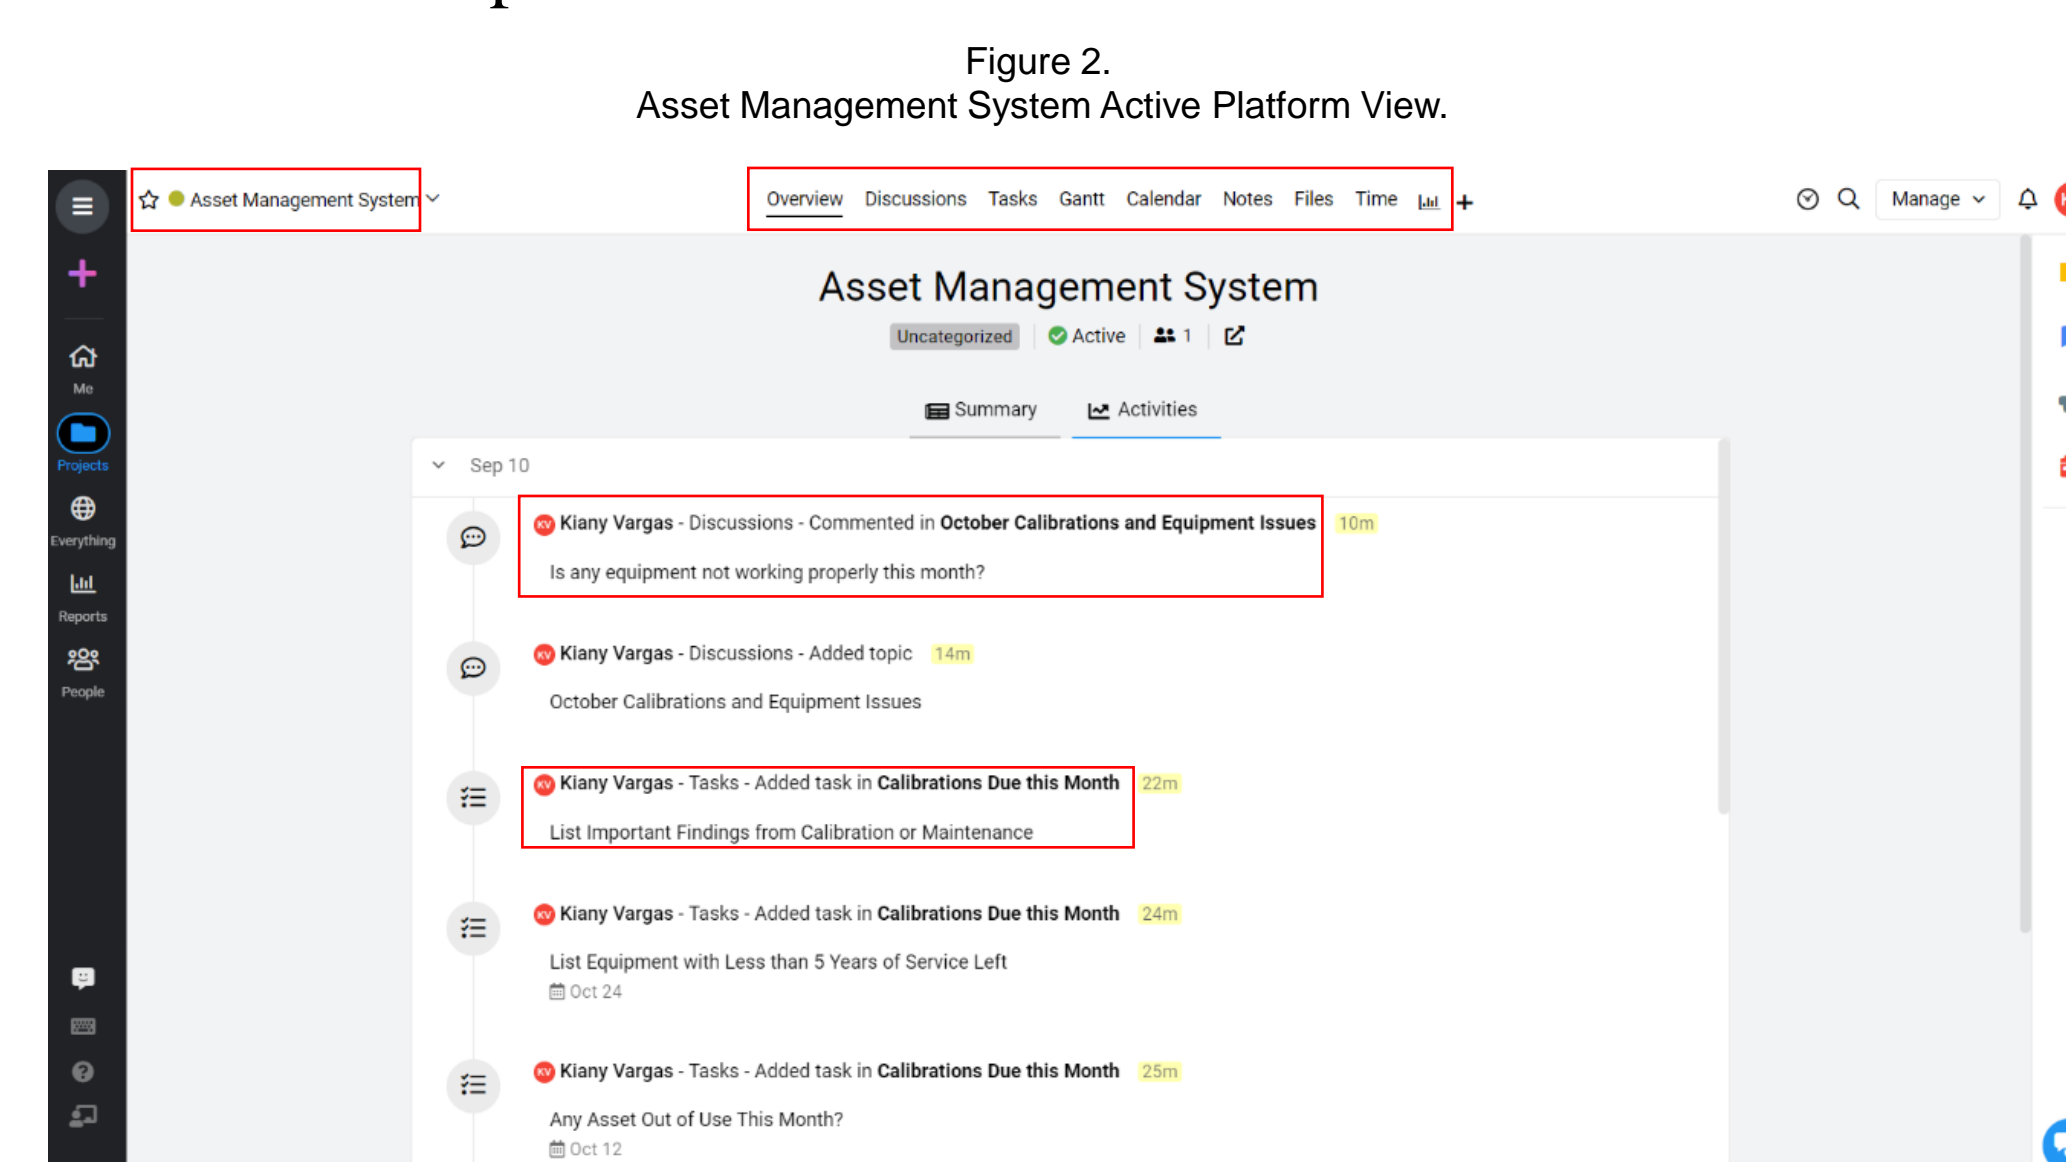 Figure 2.
Asset Management System Active Platform View.
Asset Management System
Overview Discussions Tasks Gantt Calendar Notes Files Time
Manage
Asset Management System
Uncategorized Active 1
Summary Activities
Me
Projects
Everything
Reports
People
Sep 10
KV Kiany Vargas - Discussions - Commented in October Calibrations and Equipment Issues 10m
Is any equipment not working properly this month?
KV Kiany Vargas - Discussions - Added topic 14m
October Calibrations and Equipment Issues
KV Kiany Vargas - Tasks - Added task in Calibrations Due this Month 22m
List Important Findings from Calibration or Maintenance
KV Kiany Vargas - Tasks - Added task in Calibrations Due this Month 24m
List Equipment with Less than 5 Years of Service Left
Oct 24
KV Kiany Vargas - Tasks - Added task in Calibrations Due this Month 25m
Any Asset Out of Use This Month?
Oct 12